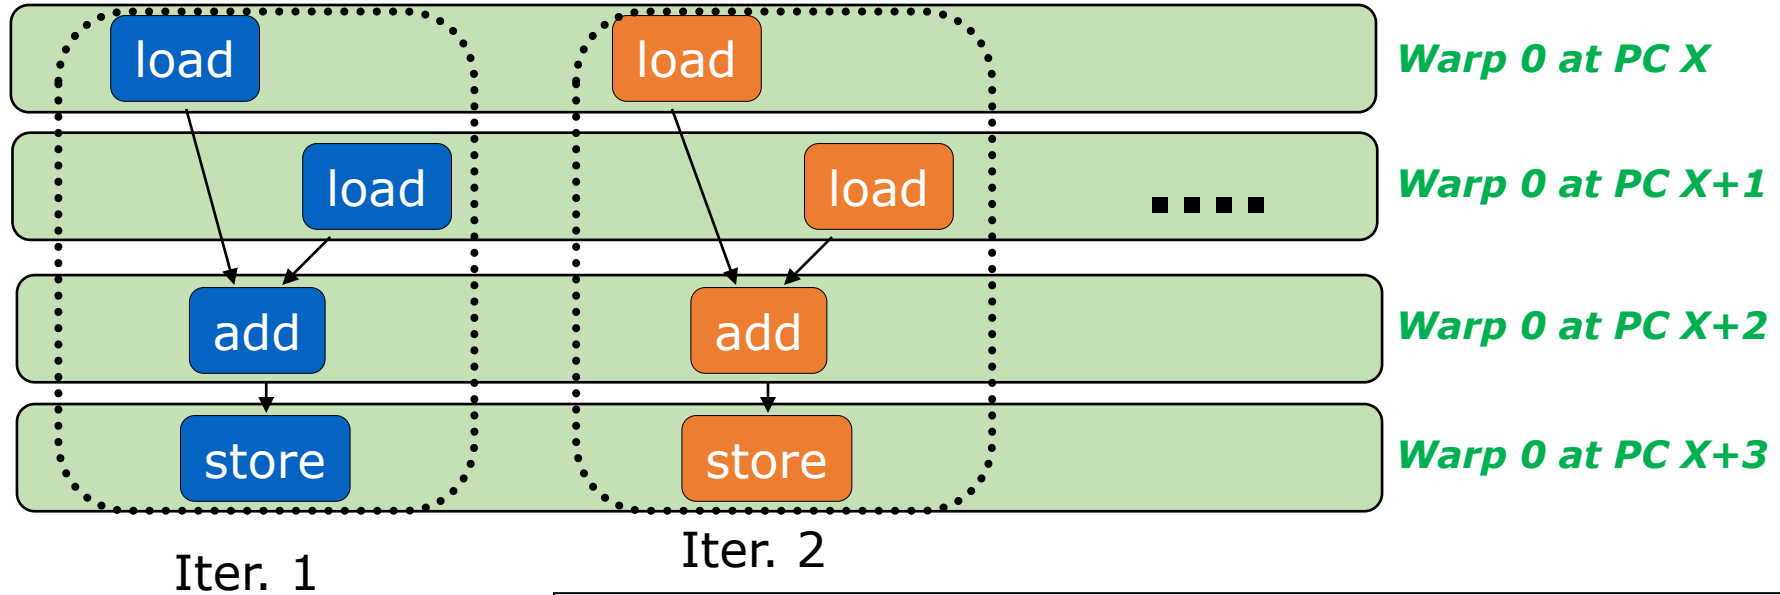 load load Warp 0 at PC X
load load Warp 0 at PC X+1
add add Warp 0 at PC X+2
store store Warp 0 at PC X+3
Iter. 1 Iter. 2